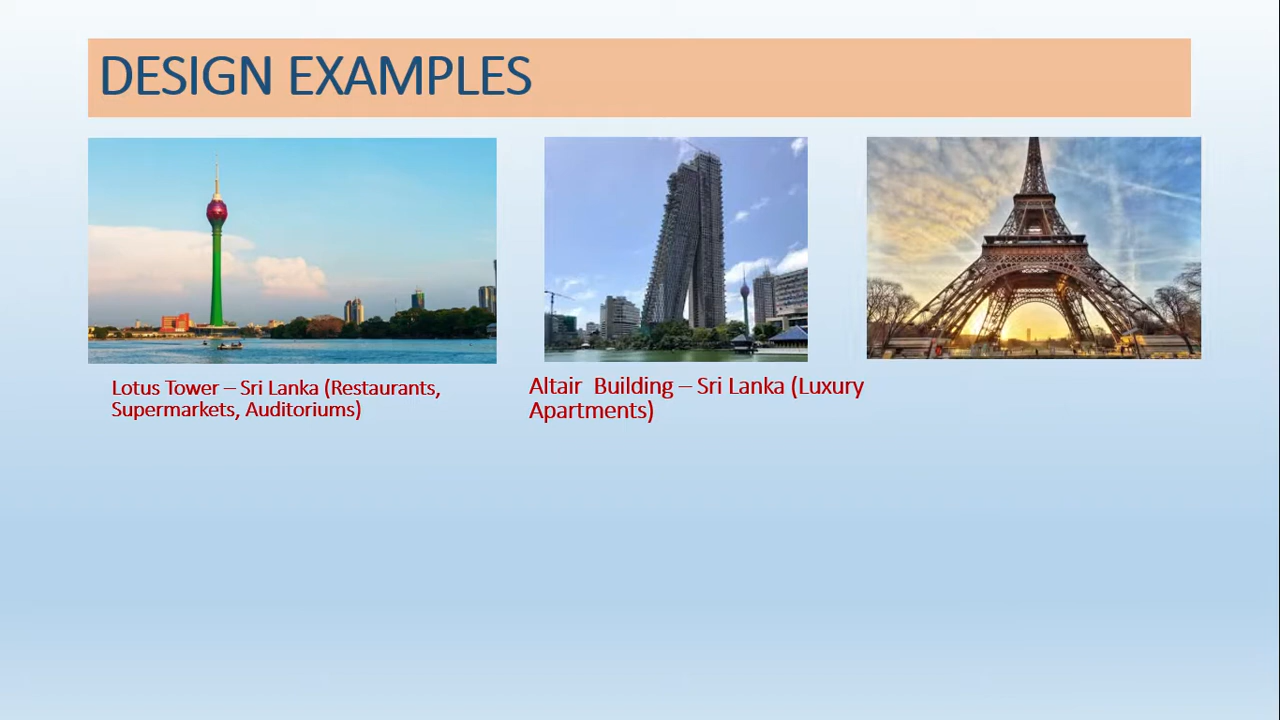 DESIGN EXAMPLES
Lotus Tower – Sri Lanka (Restaurants,
Supermarkets, Auditoriums)
Altair  Building – Sri Lanka (Luxury
Apartments)